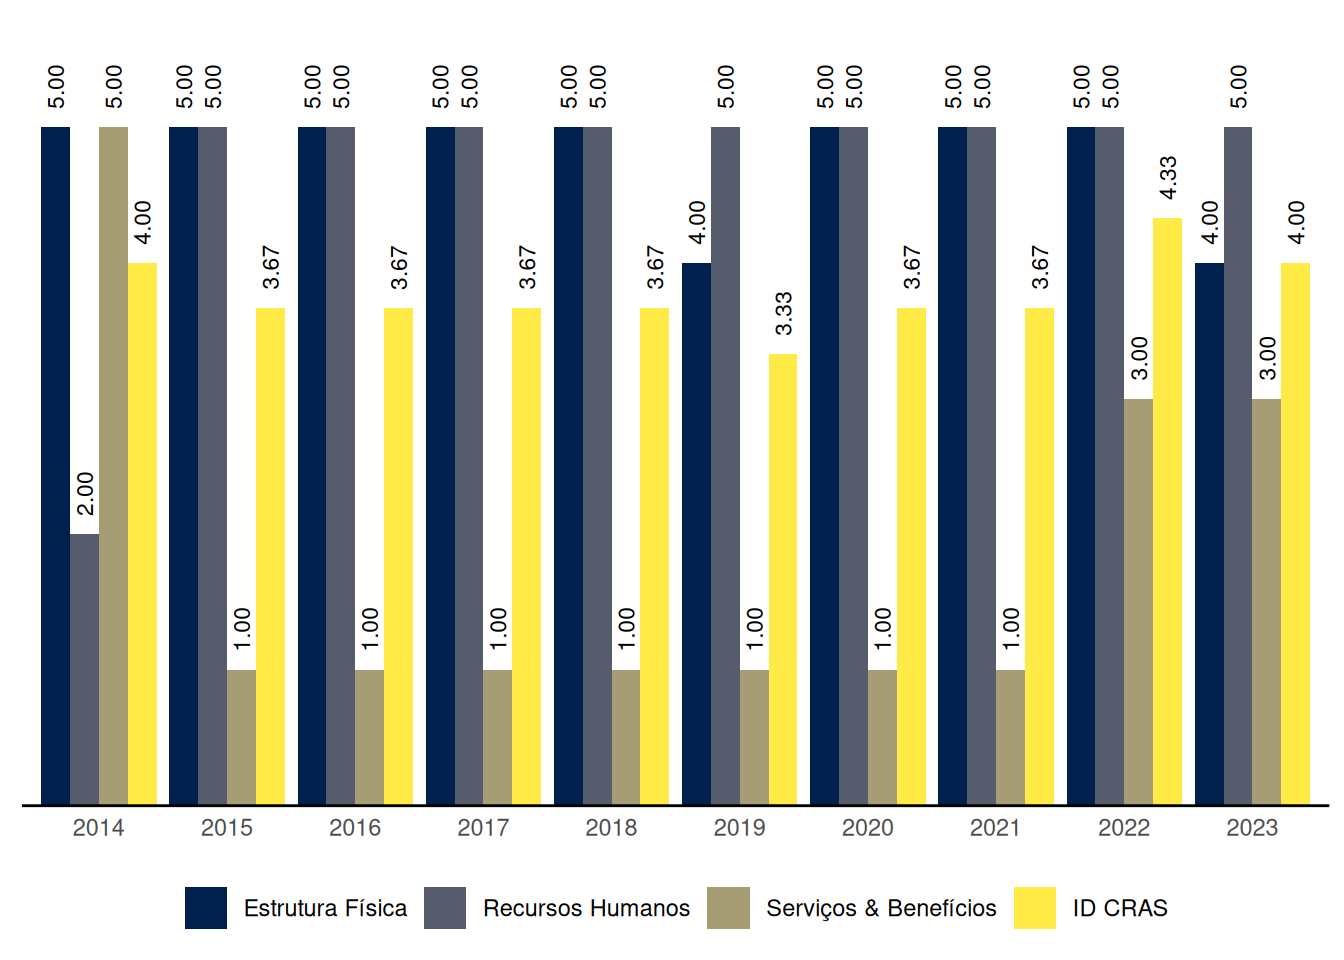 5.00 5.00 5.00 5.00 5.00 5.00 5.00 5.00 5.00 5.00 5.00 5.00 5.00 5.00 5.00 5.00 5.00 5.00
4.33
4.00 4.00 4.00 4.00
3.67 3.67 3.67 3.67 3.67 3.67
3.33
3.00 3.00
2.00
1.00 1.00 1.00 1.00 1.00 1.00 1.00
2014 2015 2016 2017 2018 2019 2020 2021 2022 2023
Estrutura Física Recursos Humanos Serviços & Benefícios ID CRAS